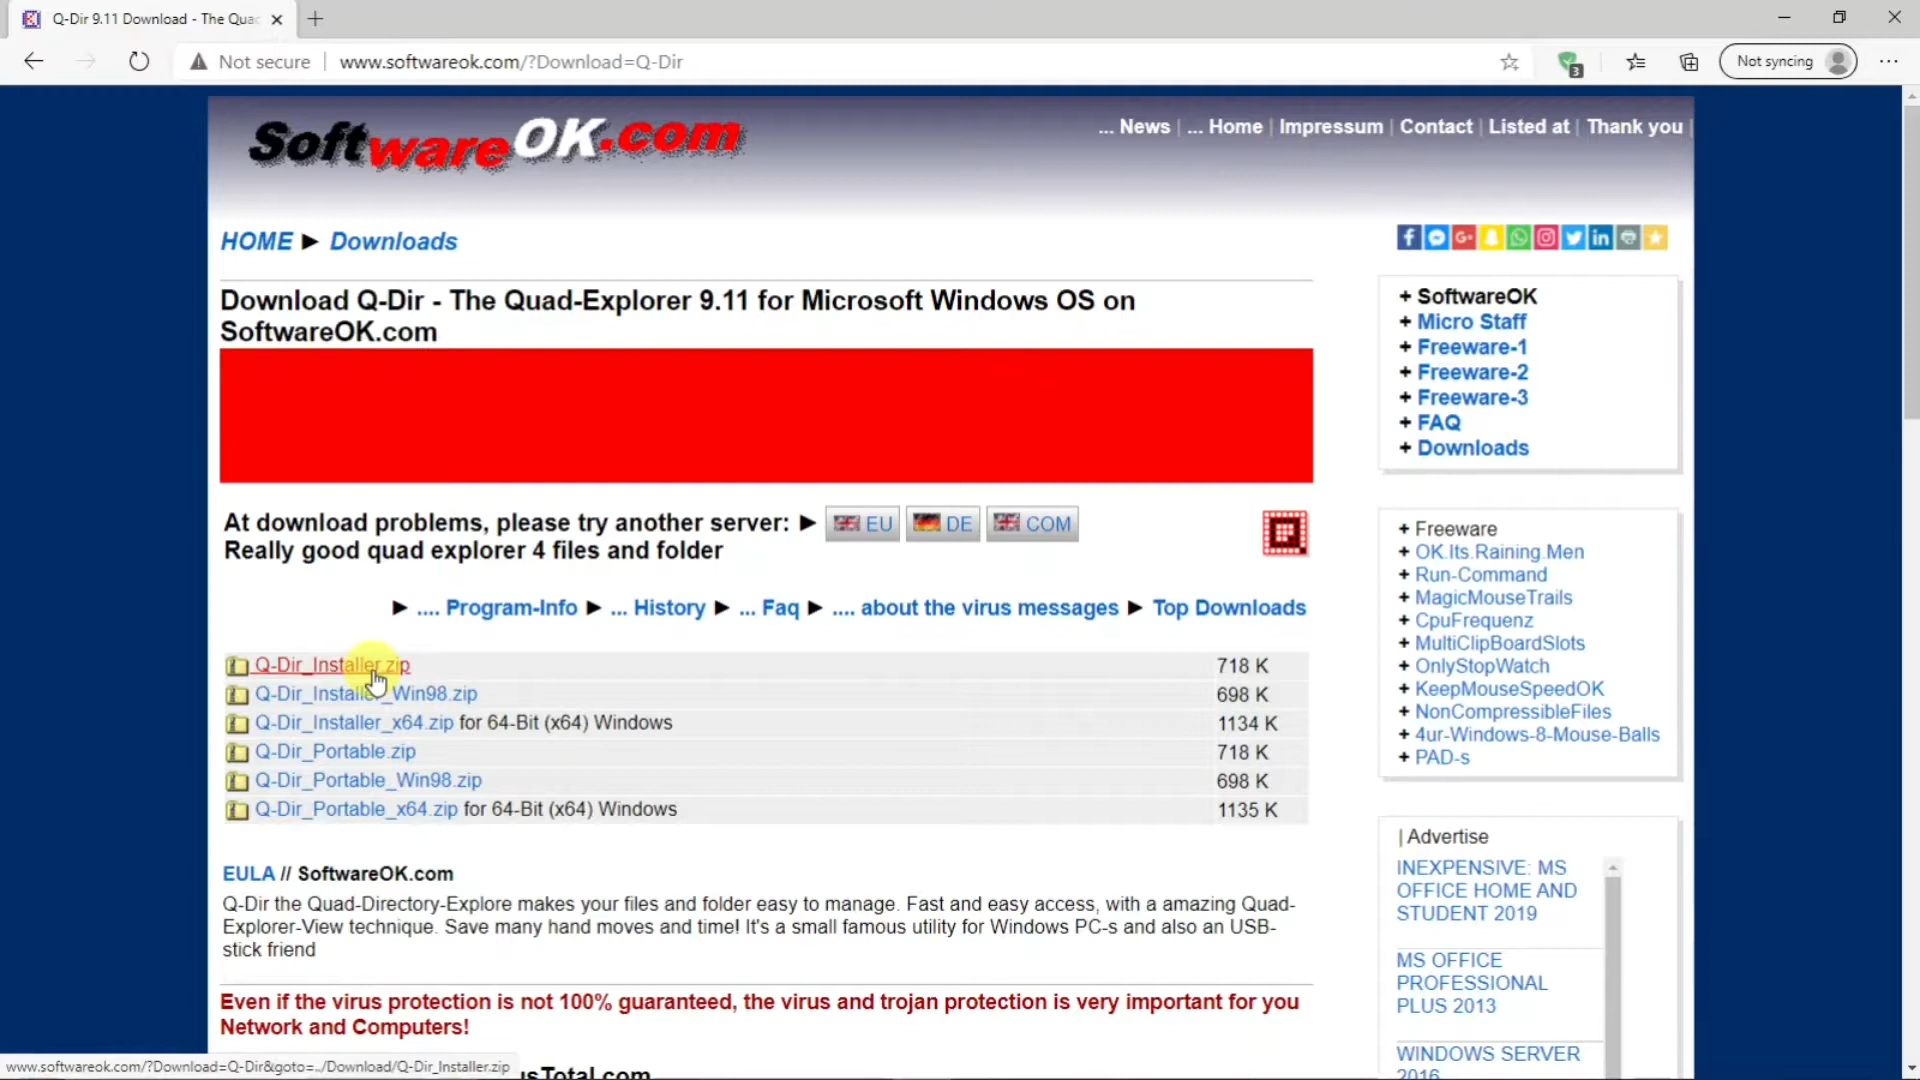 Q-Dir 9.11 Download - The Quad
Not secure
www.softwareok.com/?Download=Q-Dir
3
Not syncing
SoftwareOK.com
... News | ... Home | Impressum | Contact | Listed at | Thank you |
HOME ► Downloads
Download Q-Dir - The Quad-Explorer 9.11 for Microsoft Windows OS on
SoftwareOK.com
At download problems, please try another server: ► EU DE COM
Really good quad explorer 4 files and folder
► .... Program-Info ► ... History ► ... Faq ► .... about the virus messages ► Top Downloads
Q-Dir_Installer.zip 718 K
Q-Dir_Installer_Win98.zip 698 K
Q-Dir_Installer_x64.zip for 64-Bit (x64) Windows 1134 K
Q-Dir_Portable.zip 718 K
Q-Dir_Portable_Win98.zip 698 K
Q-Dir_Portable_x64.zip for 64-Bit (x64) Windows 1135 K
EULA // SoftwareOK.com
Q-Dir the Quad-Directory-Explore makes your files and folder easy to manage. Fast and easy access, with a amazing Quad-
Explorer-View technique. Save many hand moves and time! It's a small famous utility for Windows PC-s and also an USB-
stick friend
Even if the virus protection is not 100% guaranteed, the virus and trojan protection is very important for you
Network and Computers!
+ SoftwareOK
+ Micro Staff
+ Freeware-1
+ Freeware-2
+ Freeware-3
+ FAQ
+ Downloads
+ Freeware
+ OK.Its.Raining.Men
+ Run-Command
+ MagicMouseTrails
+ CpuFrequenz
+ MultiClipBoardSlots
+ OnlyStopWatch
+ KeepMouseSpeedOK
+ NonCompressibleFiles
+ 4ur-Windows-8-Mouse-Balls
+ PAD-s
| Advertise
INEXPENSIVE: MS
OFFICE HOME AND
STUDENT 2019
MS OFFICE
PROFESSIONAL
PLUS 2013
WINDOWS SERVER
2016
www.softwareok.com/?Download=Q-Dir&goto=../Download/Q-Dir_Installer.zip